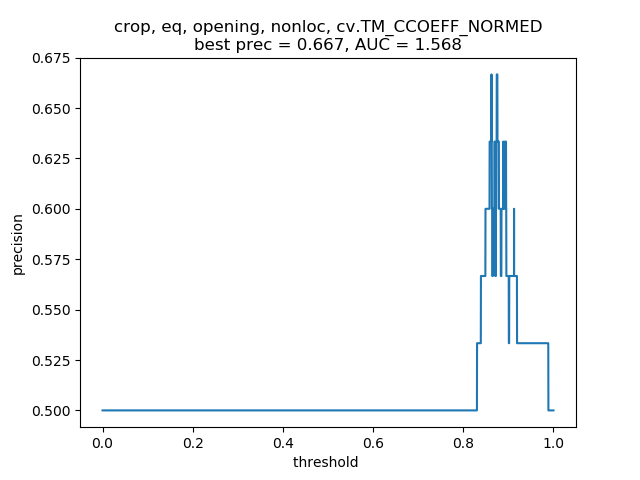 crop, eq, opening, nonloc, cv.TM_CCOEFF_NORMED
best prec = 0.667, AUC = 1.568
0.675
0.650
0.625
0.600
0.575
0.550
0.525
0.500
precision
0.0 0.2 0.4 0.6 0.8 1.0
threshold